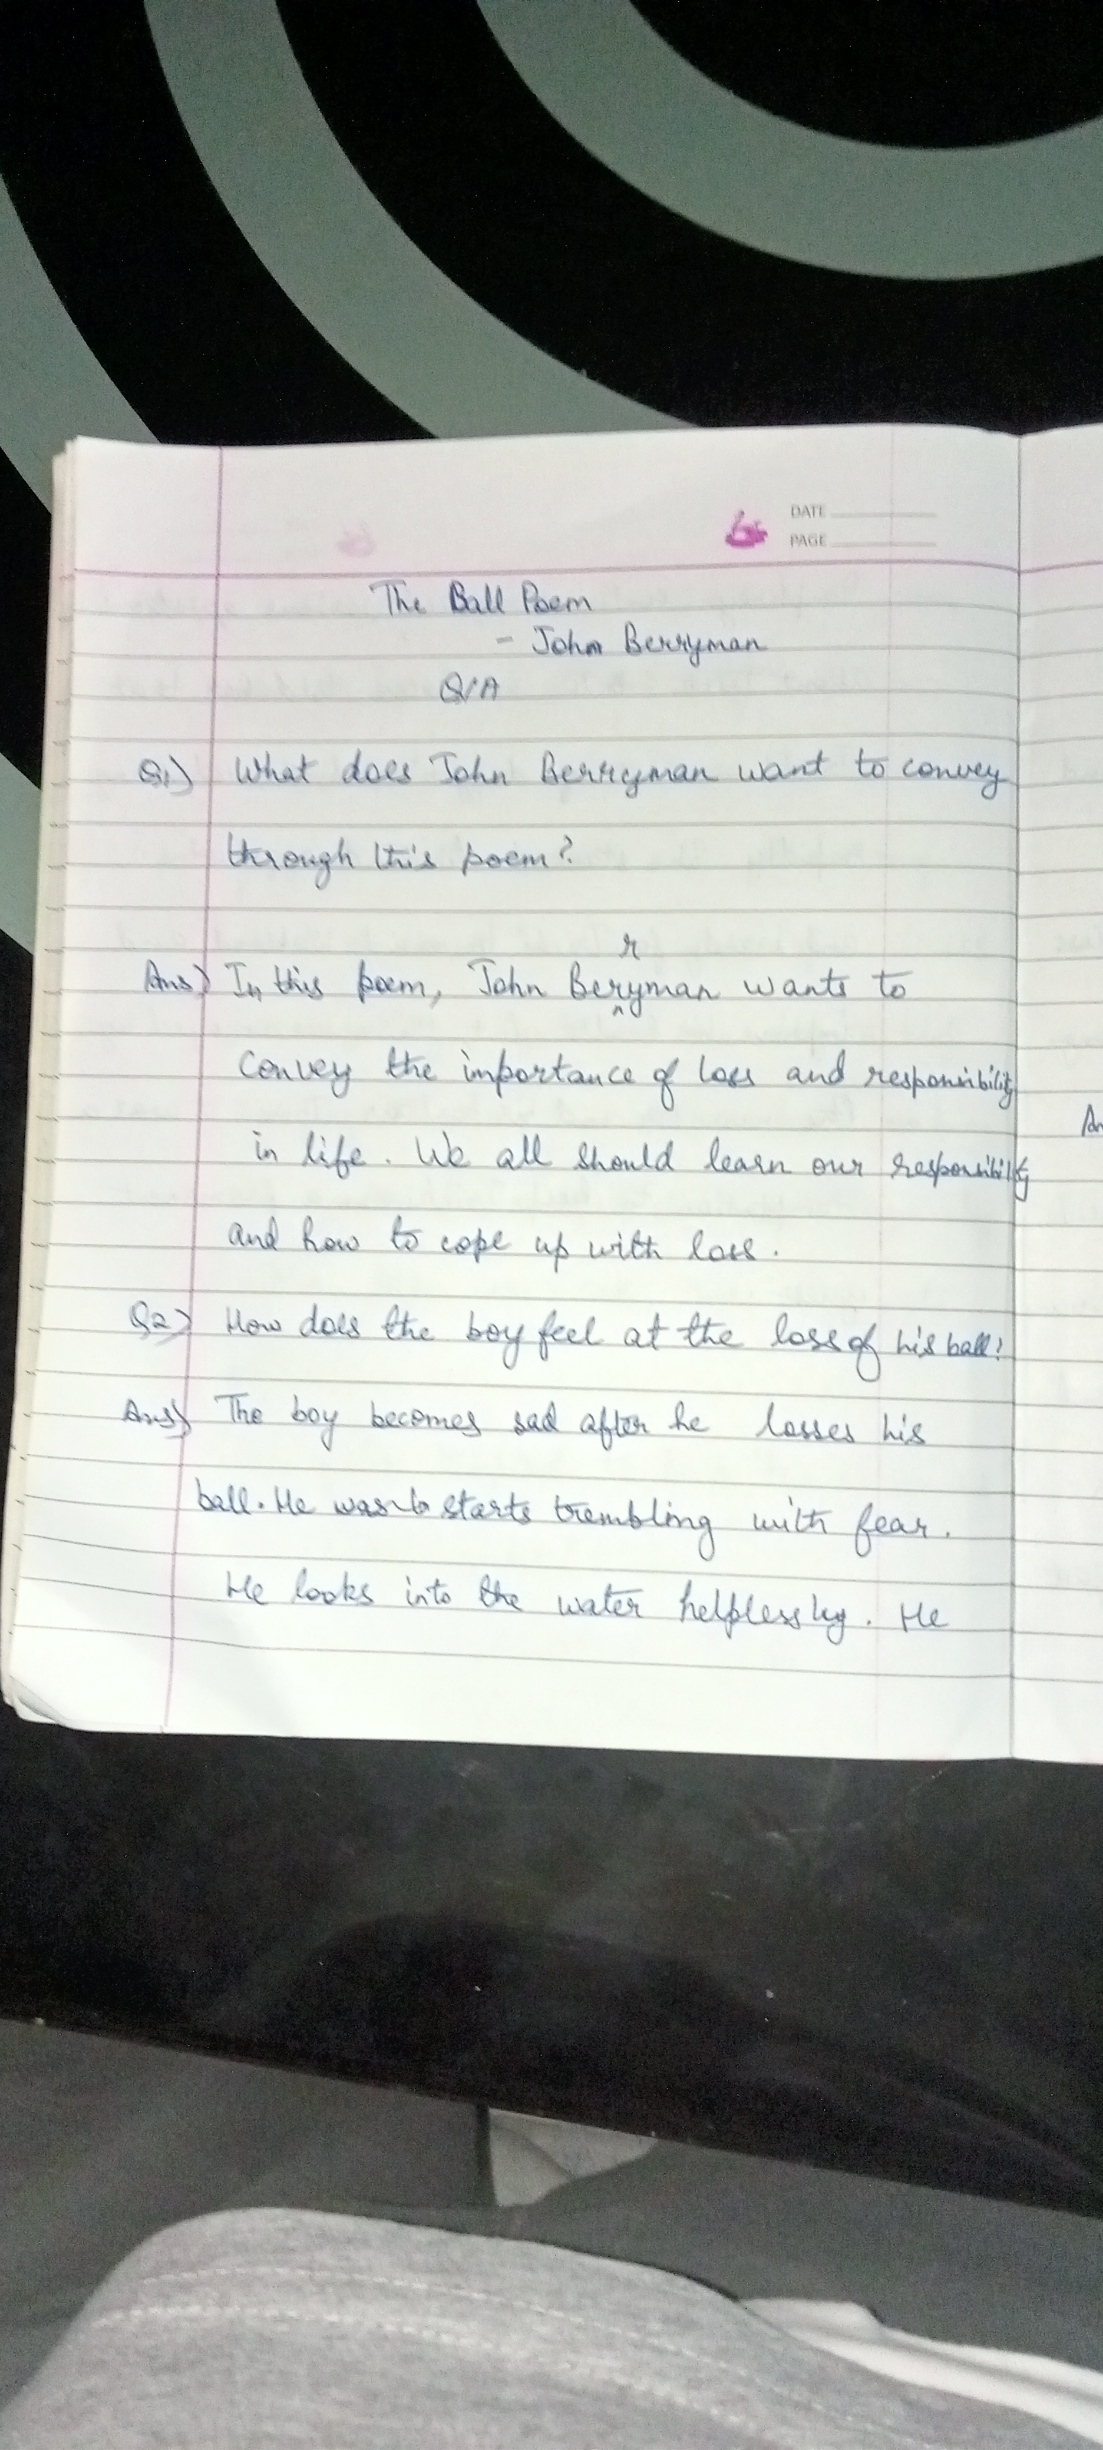 DATE
PAGE
The Ball Poem
- John Berryman
Q/A
Q1) What does John Berryman want to convey
through this poem?
Ans) In this poem, John Berryman wants to
convey the importance of loss and responsibility
in life. We all should learn our responsibility
and how to cope up with loss.
Q2) How does the boy feel at the loss of his ball?
Ans) The boy becomes sad after he losses his
ball. He starts trembling with fear.
He looks into the water helplessly. He